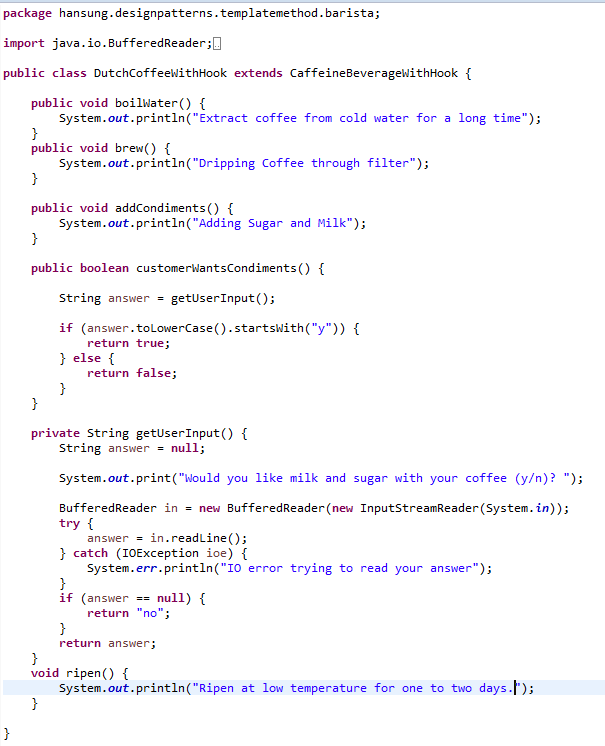 package hansung.designpatterns.templatemethod.barista;
import java.io.BufferedReader;
public class DutchCoffeeWithHook extends CaffeineBeverageWithHook {
public void boilWater() {
System.out.println("Extract coffee from cold water for a long time");
}
public void brew() {
System.out.println("Dripping Coffee through filter");
}
public void addCondiments() {
System.out.println("Adding Sugar and Milk");
}
public boolean customerWantsCondiments() {
String answer = getUserInput();
if (answer.toLowerCase().startsWith("y")) {
return true;
} else {
return false;
}
}
private String getUserInput() {
String answer = null;
System.out.print("Would you like milk and sugar with your coffee (y/n)? ");
BufferedReader in = new BufferedReader(new InputStreamReader(System.in));
try {
answer = in.readLine();
} catch (IOException ioe) {
System.err.println("IO error trying to read your answer");
}
if (answer == null) {
return "no";
}
return answer;
}
void ripen() {
System.out.println("Ripen at low temperature for one to two days.");
}
}